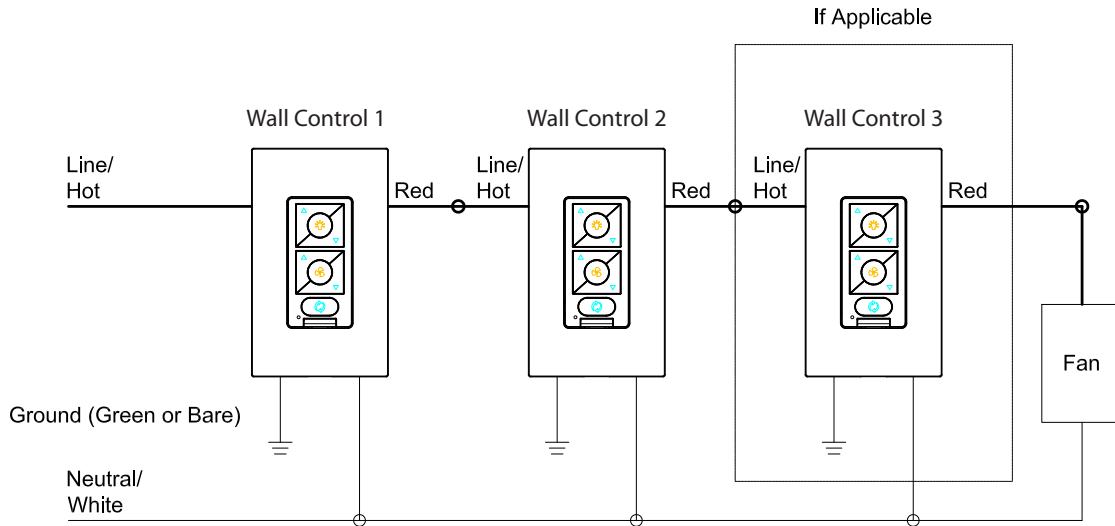 If Applicable
Wall Control 1
Wall Control 2
Wall Control 3
Line/
Hot
Red
Line/
Hot
Red
Line/
Hot
Red
Fan
Ground (Green or Bare)
Neutral/
White